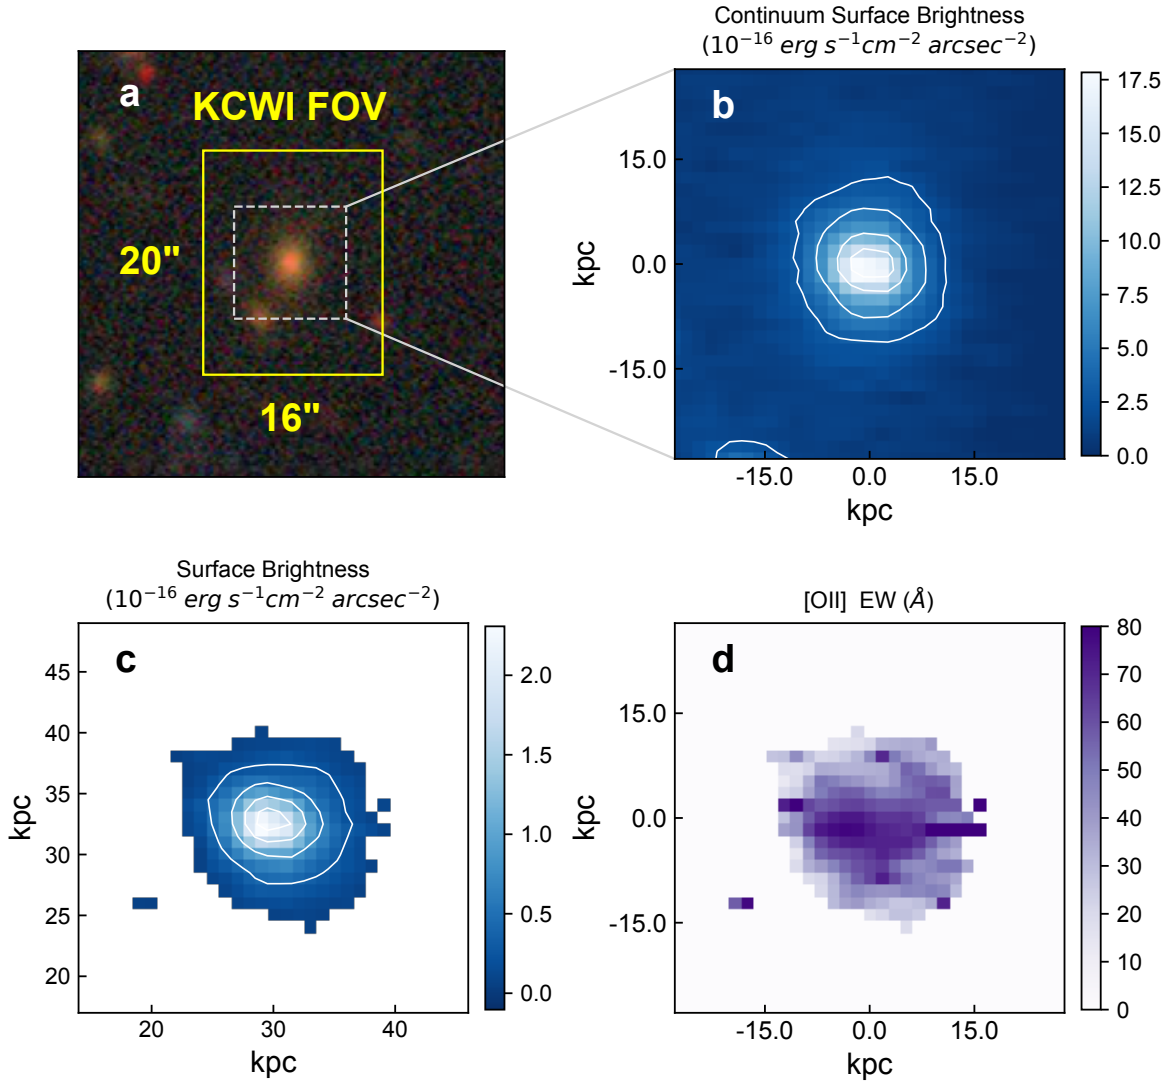 a
KCWI FOV
20"
16"
Continuum Surface Brightness
(10⁻¹⁶ erg s⁻¹cm⁻² arcsec⁻²)
b
15.0
0.0
-15.0
kpc
-15.0 0.0 15.0
kpc
17.5
15.0
12.5
10.0
7.5
5.0
2.5
0.0
Surface Brightness
(10⁻¹⁶ erg s⁻¹cm⁻² arcsec⁻²)
c
45
40
35
30
25
20
kpc
20 30 40
kpc
2.0
1.5
1.0
0.5
0.0
[OII] EW (Å)
d
15.0
0.0
-15.0
kpc
-15.0 0.0 15.0
kpc
80
70
60
50
40
30
20
10
0